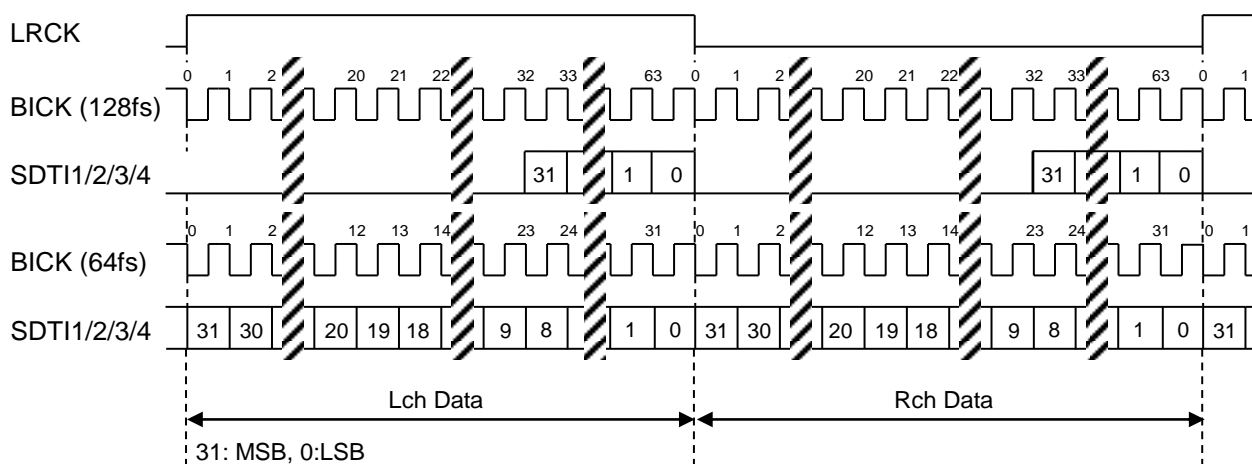 LRCK
0 1 2 20 21 22 32 33 63 0 1 2 20 21 22 32 33 63 0 1
BICK (128fs)
SDTI1/2/3/4 31 1 0 31 1 0
0 1 2 12 13 14 23 24 31 0 1 2 12 13 14 23 24 31 0 1
BICK (64fs)
SDTI1/2/3/4 31 30 20 19 18 9 8 1 0 31 30 20 19 18 9 8 1 0 31
Lch Data Rch Data
31: MSB, 0:LSB